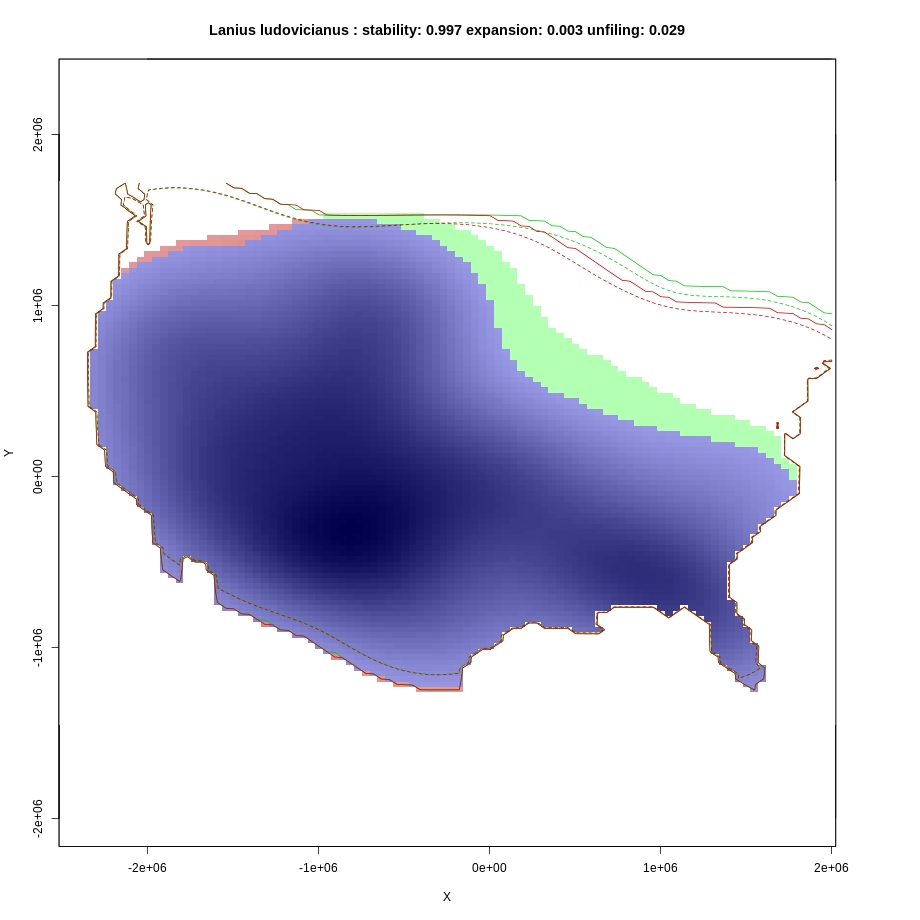 Lanius ludovicianus : stability: 0.997 expansion: 0.003 unfiling: 0.029
2e+06
1e+06
Y
0e+00
-1e+06
-2e+06
-2e+06 -1e+06 0e+00 1e+06 2e+06
X